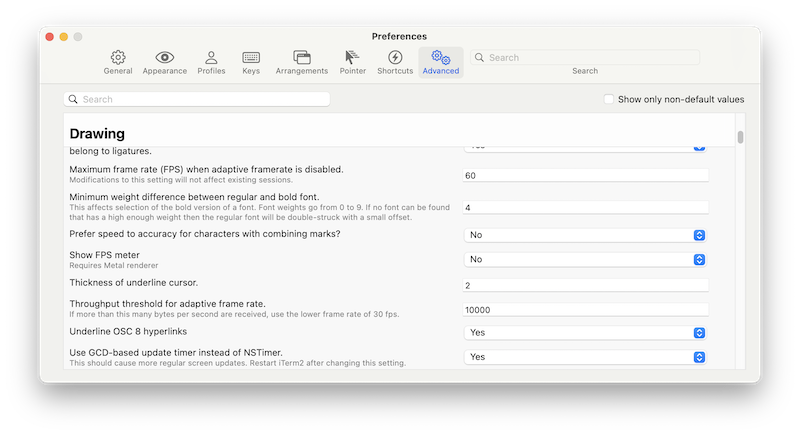 Preferences
General Appearance Profiles Keys Arrangements Pointer Shortcuts Advanced Search
Search
Search
Show only non-default values
Drawing
belong to ligatures.
Maximum frame rate (FPS) when adaptive framerate is disabled.
Modifications to this setting will not affect existing sessions.
60
Minimum weight difference between regular and bold font.
This affects selection of the bold version of a font. Font weights go from 0 to 9. If no font can be found
that has a high enough weight then the regular font will be double-struck with a small offset.
4
Prefer speed to accuracy for characters with combining marks?
No
Show FPS meter
Requires Metal renderer
No
Thickness of underline cursor.
2
Throughput threshold for adaptive frame rate.
If more than this many bytes per second are received, use the lower frame rate of 30 fps.
10000
Underline OSC 8 hyperlinks
Yes
Use GCD-based update timer instead of NSTimer.
This should cause more regular screen updates. Restart iTerm2 after changing this setting.
Yes